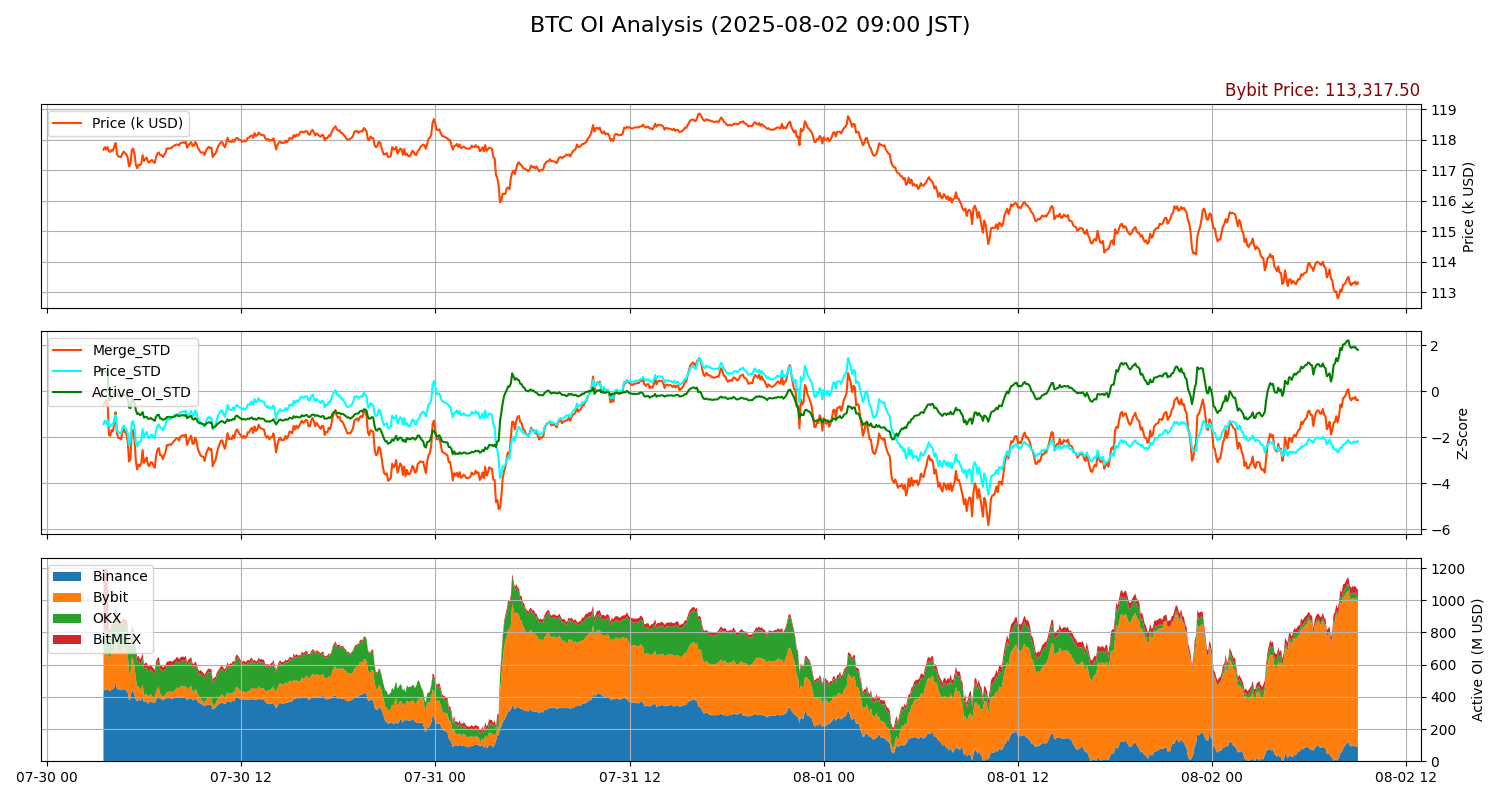 BTC OI Analysis (2025-08-02 09:00 JST)
Bybit Price: 113,317.50
Price (k USD)
119
118
117
116
115
114
113
Price (k USD)
Merge_STD
Price_STD
Active_OI_STD
2
0
−2
−4
−6
Z-Score
Binance
Bybit
OKX
BitMEX
1200
1000
800
600
400
200
0
Active OI (M USD)
07-30 00
07-30 12
07-31 00
07-31 12
08-01 00
08-01 12
08-02 00
08-02 12